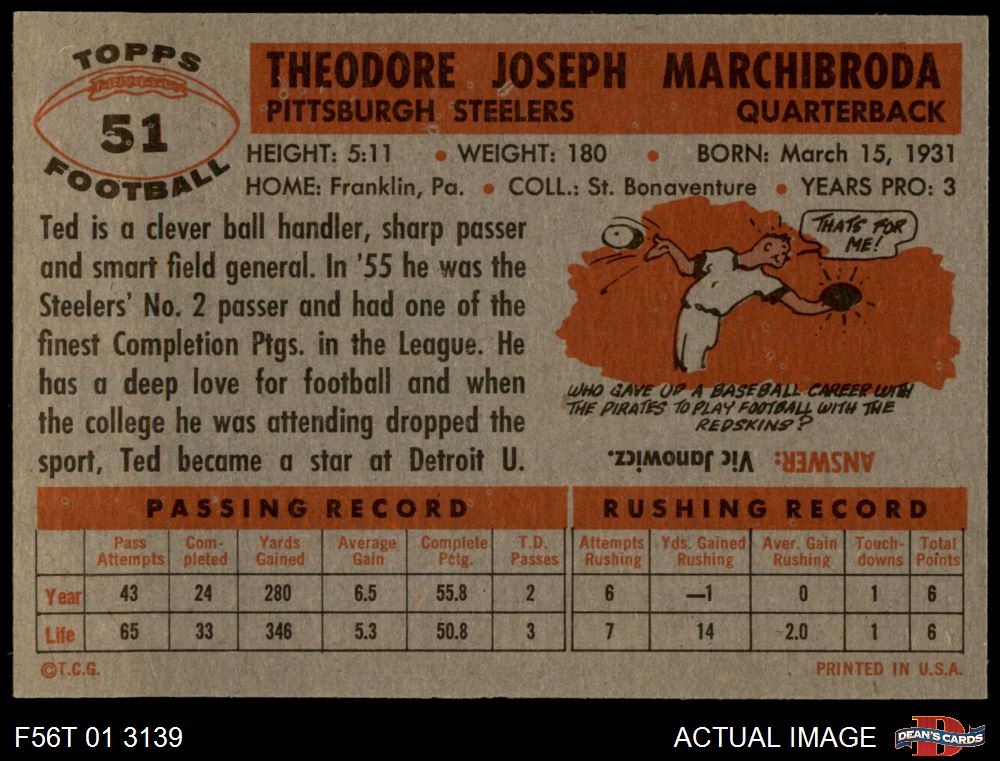 TOPPS
51
FOOTBALL
THEODORE JOSEPH MARCHIBRODA
PITTSBURGH STEELERS QUARTERBACK
HEIGHT: 5:11 • WEIGHT: 180 • BORN: March 15, 1931
HOME: Franklin, Pa. • COLL.: St. Bonaventure • YEARS PRO: 3
Ted is a clever ball handler, sharp passer
and smart field general. In '55 he was the
Steelers' No. 2 passer and had one of the
finest Completion Ptgs. in the League. He
has a deep love for football and when
the college he was attending dropped the
sport, Ted became a star at Detroit U.
THATS FOR
ME!
WHO GAVE UP A BASEBALL CAREER WITH
THE PIRATES TO PLAY FOOTBALL WITH THE
REDSKINS?
ANSWER: Vic Janowicz.
PASSING RECORD
Pass Attempts Com- pleted Yards Gained Average Gain Complete Pctg. T.D. Passes
Year 43 24 280 6.5 55.8 2
Life 65 33 346 5.3 50.8 3
RUSHING RECORD
Attempts Rushing Yds. Gained Rushing Aver. Gain Rushing Touch- downs Total Points
6 —1 0 1 6
7 14 -2.0 1 6
©T.C.G. PRINTED IN U.S.A.
F56T 01 3139 ACTUAL IMAGE DEAN'S CARDS